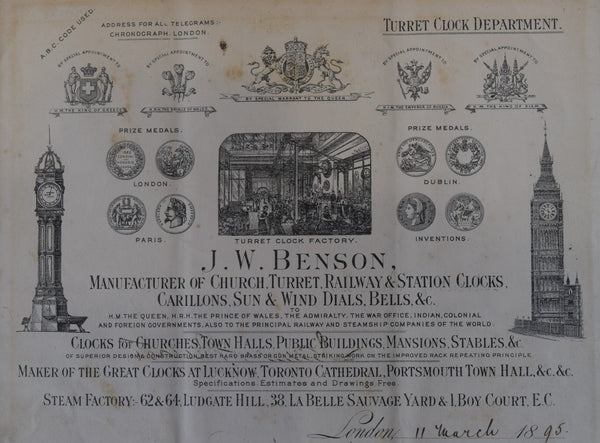 A.B.C CODE USED.
ADDRESS FOR ALL TELEGRAMS:-
CHRONOGRAPH. LONDON.
TURRET CLOCK DEPARTMENT.
BY SPECIAL APPOINTMENT TO
H.M. THE KING OF GREECE
BY SPECIAL APPOINTMENT TO
H.R.H. THE PRINCE OF WALES
BY SPECIAL WARRANT TO THE QUEEN.
BY SPECIAL APPOINTMENT TO
H.I.M. THE EMPEROR OF RUSSIA
BY SPECIAL APPOINTMENT TO
H.M. THE KING OF SIAM
PRIZE MEDALS.
LONDON.
PARIS.
PRIZE MEDALS.
DUBLIN.
INVENTIONS.
TURRET CLOCK FACTORY.
J. W. BENSON,
MANUFACTURER OF CHURCH, TURRET, RAILWAY & STATION CLOCKS,
CARILLONS, SUN & WIND DIALS, BELLS, &c.
TO
H.M. THE QUEEN, H.R.H. THE PRINCE OF WALES, THE ADMIRALTY, THE WAR OFFICE, INDIAN, COLONIAL
AND FOREIGN GOVERNMENTS, ALSO TO THE PRINCIPAL RAILWAY AND STEAMSHIP COMPANIES OF THE WORLD.
CLOCKS for CHURCHES, TOWN HALLS, PUBLIC BUILDINGS, MANSIONS, STABLES, &c.
OF SUPERIOR DESIGN & CONSTRUCTION, BEST HARD BRASS OR GUN METAL, STRIKING WORK ON THE IMPROVED RACK REPEATING PRINCIPLE.
MAKER OF THE GREAT CLOCKS AT LUCKNOW, TORONTO CATHEDRAL, PORTSMOUTH TOWN HALL, &c. &c.
Specifications, Estimates and Drawings Free.
STEAM FACTORY:- 62 & 64, LUDGATE HILL, 38, LA BELLE SAUVAGE YARD & 1, BOY COURT, E.C.
London, 11 March 1895.